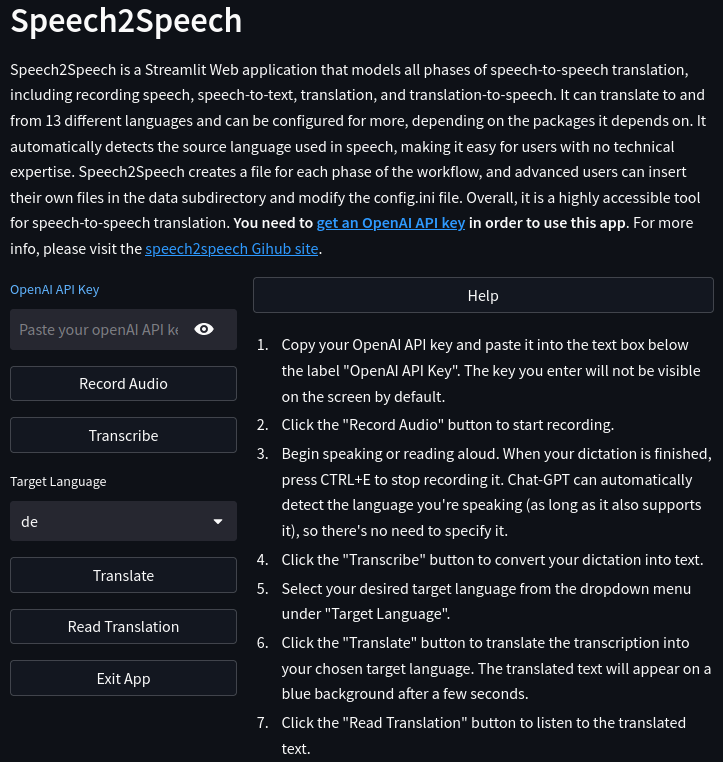 Speech2Speech
Speech2Speech is a Streamlit Web application that models all phases of speech-to-speech translation,
including recording speech, speech-to-text, translation, and translation-to-speech. It can translate to and
from 13 different languages and can be configured for more, depending on the packages it depends on. It
automatically detects the source language used in speech, making it easy for users with no technical
expertise. Speech2Speech creates a file for each phase of the workflow, and advanced users can insert
their own files in the data subdirectory and modify the config.ini file. Overall, it is a highly accessible tool
for speech-to-speech translation. You need to get an OpenAI API key in order to use this app. For more
info, please visit the speech2speech Gihub site.
OpenAI API Key
Paste your openAI API ke
Record Audio
Transcribe
Target Language
de
Translate
Read Translation
Exit App
Help
1. Copy your OpenAI API key and paste it into the text box below
the label "OpenAI API Key". The key you enter will not be visible
on the screen by default.
2. Click the "Record Audio" button to start recording.
3. Begin speaking or reading aloud. When your dictation is finished,
press CTRL+E to stop recording it. Chat-GPT can automatically
detect the language you're speaking (as long as it also supports
it), so there's no need to specify it.
4. Click the "Transcribe" button to convert your dictation into text.
5. Select your desired target language from the dropdown menu
under "Target Language".
6. Click the "Translate" button to translate the transcription into
your chosen target language. The translated text will appear on a
blue background after a few seconds.
7. Click the "Read Translation" button to listen to the translated
text.